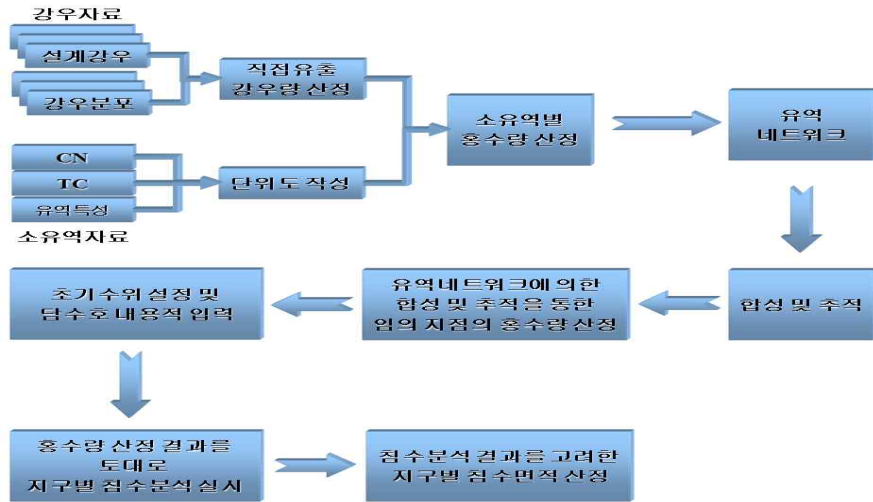 강우자료
설계강우
강우분포
직접유출
강우량 산정
CN
TC
유역특성
소유역자료
단위도 작성
소유역별
홍수량 산정
유역
네트워크
합성 및 추적
유역네트워크에 의한
합성 및 추적을 통한
임의 지점의 홍수량 산정
초기수위 설정 및
담수호 내용적 입력
홍수량 산정 결과를
토대로
지구별 침수분석 실시
침수분석 결과를 고려한
지구별 침수면적 산정